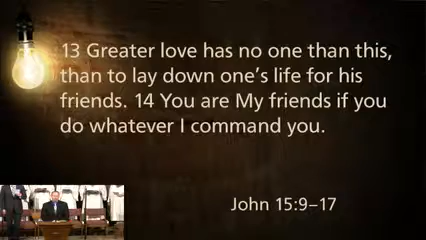 13 Greater love has no one than this,
than to lay down one’s life for his
friends. 14 You are My friends if you
do whatever I command you.
John 15:9–17